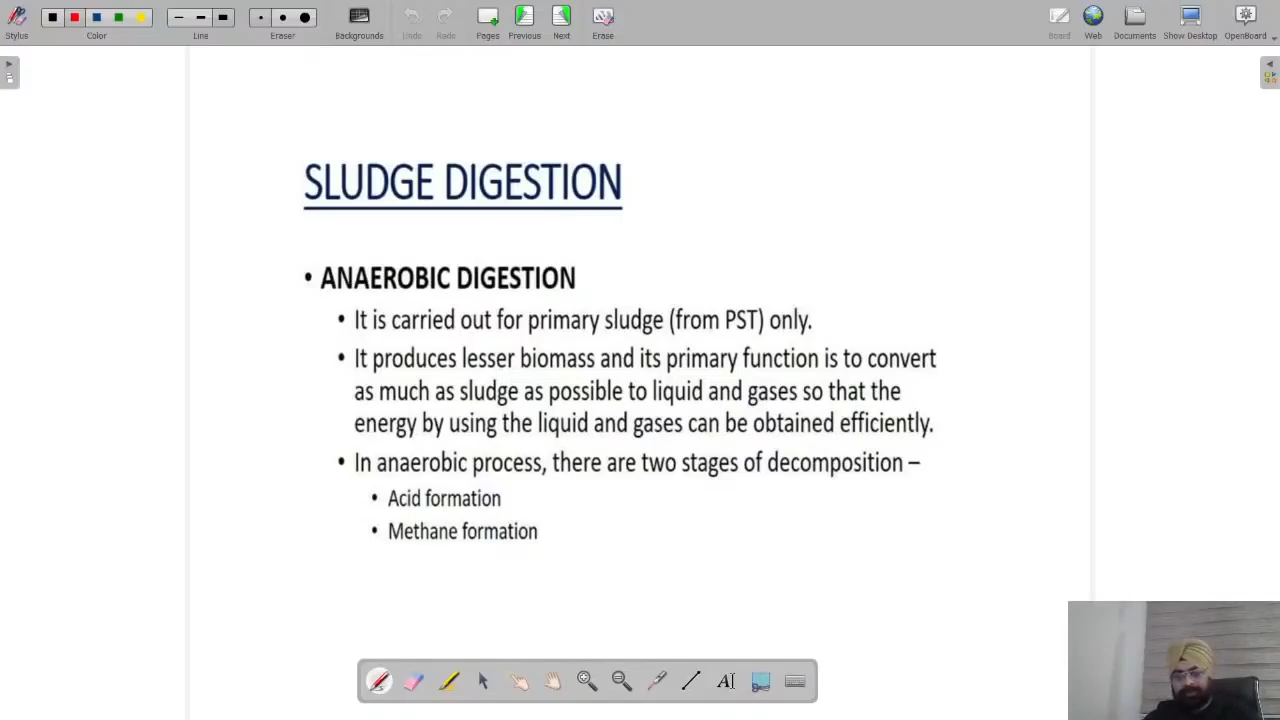 Stylus
Color
Line
Eraser
Backgrounds
Undo
Redo
Pages
Previous
Next
Erase
Board
Web
Documents
Show Desktop
OpenBoard
SLUDGE DIGESTION
• ANAEROBIC DIGESTION
• It is carried out for primary sludge (from PST) only.
• It produces lesser biomass and its primary function is to convert
as much as sludge as possible to liquid and gases so that the
energy by using the liquid and gases can be obtained efficiently.
• In anaerobic process, there are two stages of decomposition –
• Acid formation
• Methane formation